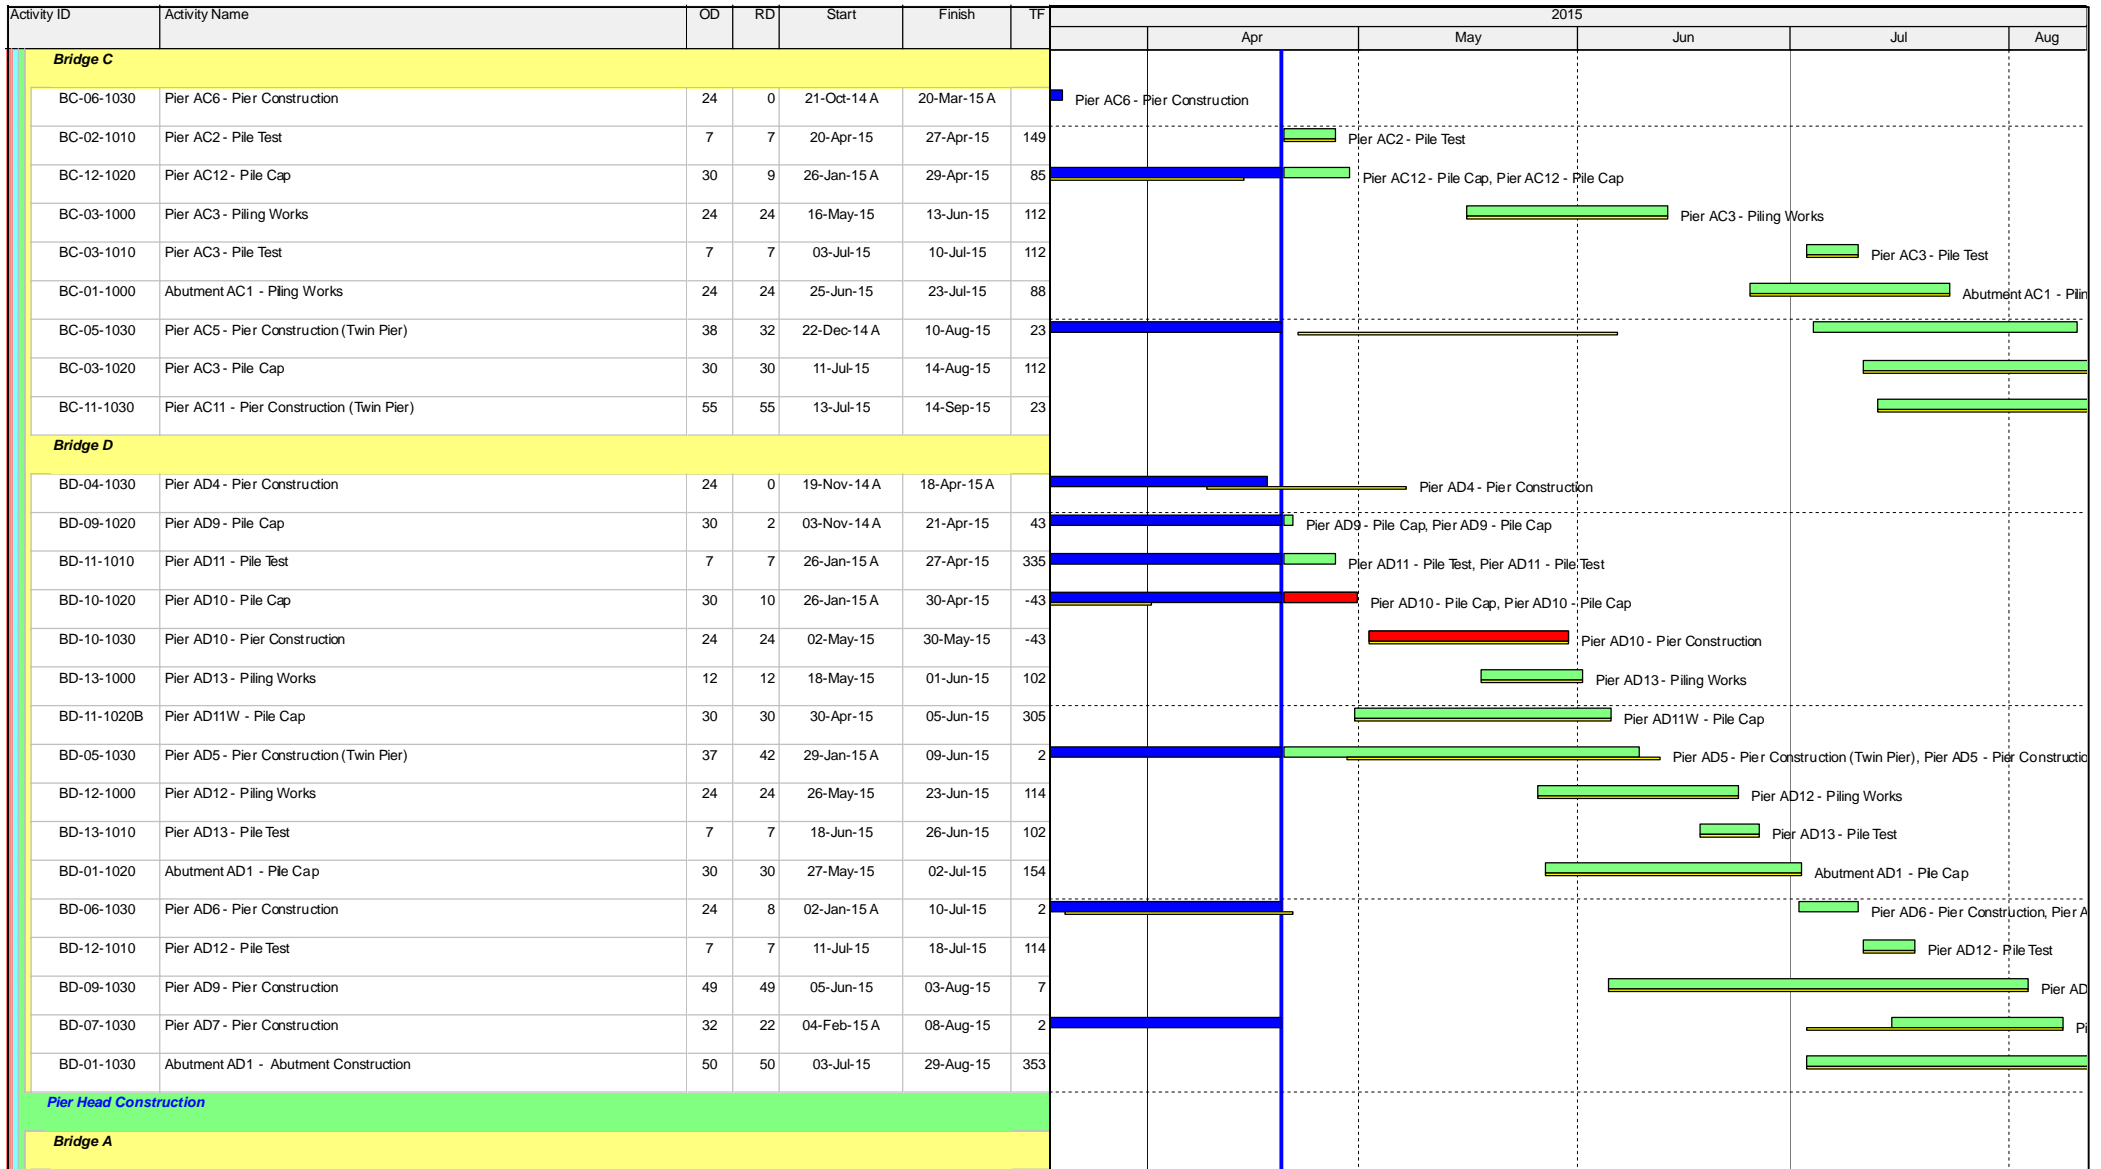 Activity ID Activity Name OD RD Start Finish TF 2015
Apr May Jun Jul Aug
Bridge C
BC-06-1030 Pier AC6 - Pier Construction 24 0 21-Oct-14 A 20-Mar-15 A Pier AC6 - Pier Construction
BC-02-1010 Pier AC2 - Pile Test 7 7 20-Apr-15 27-Apr-15 149 Pier AC2 - Pile Test
BC-12-1020 Pier AC12 - Pile Cap 30 9 26-Jan-15 A 29-Apr-15 85 Pier AC12 - Pile Cap, Pier AC12 - Pile Cap
BC-03-1000 Pier AC3 - Piling Works 24 24 16-May-15 13-Jun-15 112 Pier AC3 - Piling Works
BC-03-1010 Pier AC3 - Pile Test 7 7 03-Jul-15 10-Jul-15 112 Pier AC3 - Pile Test
BC-01-1000 Abutment AC1 - Piling Works 24 24 25-Jun-15 23-Jul-15 88 Abutment AC1 - Pilin
BC-05-1030 Pier AC5 - Pier Construction (Twin Pier) 38 32 22-Dec-14 A 10-Aug-15 23
BC-03-1020 Pier AC3 - Pile Cap 30 30 11-Jul-15 14-Aug-15 112
BC-11-1030 Pier AC11 - Pier Construction (Twin Pier) 55 55 13-Jul-15 14-Sep-15 23
Bridge D
BD-04-1030 Pier AD4 - Pier Construction 24 0 19-Nov-14 A 18-Apr-15 A Pier AD4 - Pier Construction
BD-09-1020 Pier AD9 - Pile Cap 30 2 03-Nov-14 A 21-Apr-15 43 Pier AD9 - Pile Cap, Pier AD9 - Pile Cap
BD-11-1010 Pier AD11 - Pile Test 7 7 26-Jan-15 A 27-Apr-15 335 Pier AD11 - Pile Test, Pier AD11 - Pile Test
BD-10-1020 Pier AD10 - Pile Cap 30 10 26-Jan-15 A 30-Apr-15 -43 Pier AD10 - Pile Cap, Pier AD10 - Pile Cap
BD-10-1030 Pier AD10 - Pier Construction 24 24 02-May-15 30-May-15 -43 Pier AD10 - Pier Construction
BD-13-1000 Pier AD13 - Piling Works 12 12 18-May-15 01-Jun-15 102 Pier AD13 - Piling Works
BD-11-1020B Pier AD11W - Pile Cap 30 30 30-Apr-15 05-Jun-15 305 Pier AD11W - Pile Cap
BD-05-1030 Pier AD5 - Pier Construction (Twin Pier) 37 42 29-Jan-15 A 09-Jun-15 2 Pier AD5 - Pier Construction (Twin Pier), Pier AD5 - Pier Constructio
BD-12-1000 Pier AD12 - Piling Works 24 24 26-May-15 23-Jun-15 114 Pier AD12 - Piling Works
BD-13-1010 Pier AD13 - Pile Test 7 7 18-Jun-15 26-Jun-15 102 Pier AD13 - Pile Test
BD-01-1020 Abutment AD1 - Pile Cap 30 30 27-May-15 02-Jul-15 154 Abutment AD1 - Pile Cap
BD-06-1030 Pier AD6 - Pier Construction 24 8 02-Jan-15 A 10-Jul-15 2 Pier AD6 - Pier Construction, Pier A
BD-12-1010 Pier AD12 - Pile Test 7 7 11-Jul-15 18-Jul-15 114 Pier AD12 - Pile Test
BD-09-1030 Pier AD9 - Pier Construction 49 49 05-Jun-15 03-Aug-15 7 Pier AD
BD-07-1030 Pier AD7 - Pier Construction 32 22 04-Feb-15 A 08-Aug-15 2 Pi
BD-01-1030 Abutment AD1 - Abutment Construction 50 50 03-Jul-15 29-Aug-15 353
Pier Head Construction
Bridge A